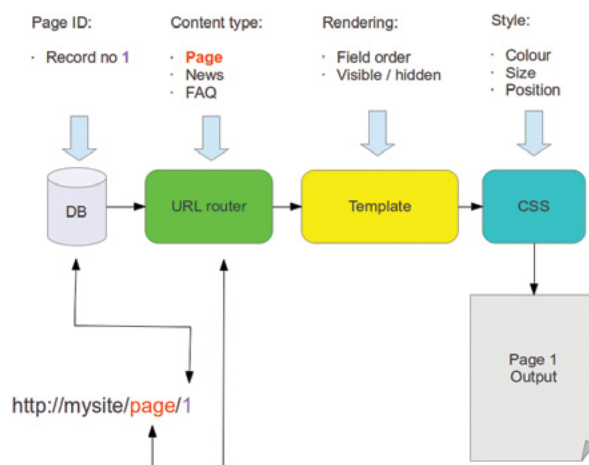 Page ID:
· Record no 1
Content type:
· Page
· News
· FAQ
Rendering:
· Field order
· Visible / hidden
Style:
· Colour
· Size
· Position
DB
URL router
Template
CSS
Page 1
Output
http://mysite/page/1